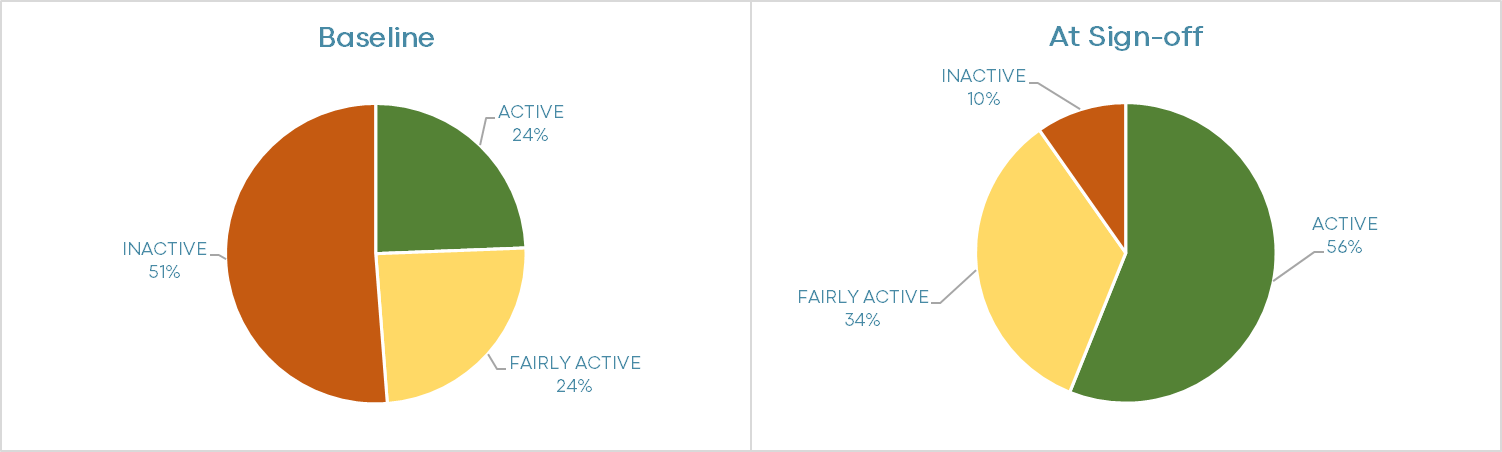 Baseline
ACTIVE
24%
INACTIVE
51%
FAIRLY ACTIVE
24%
At Sign-off
INACTIVE
10%
ACTIVE
56%
FAIRLY ACTIVE
34%